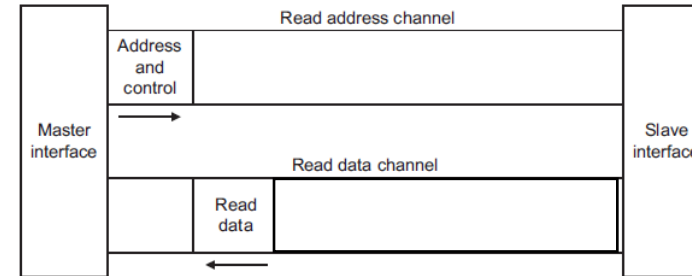 Read address channel
Address
and
control
Master
interface
Slave
interface
Read data channel
Read
data